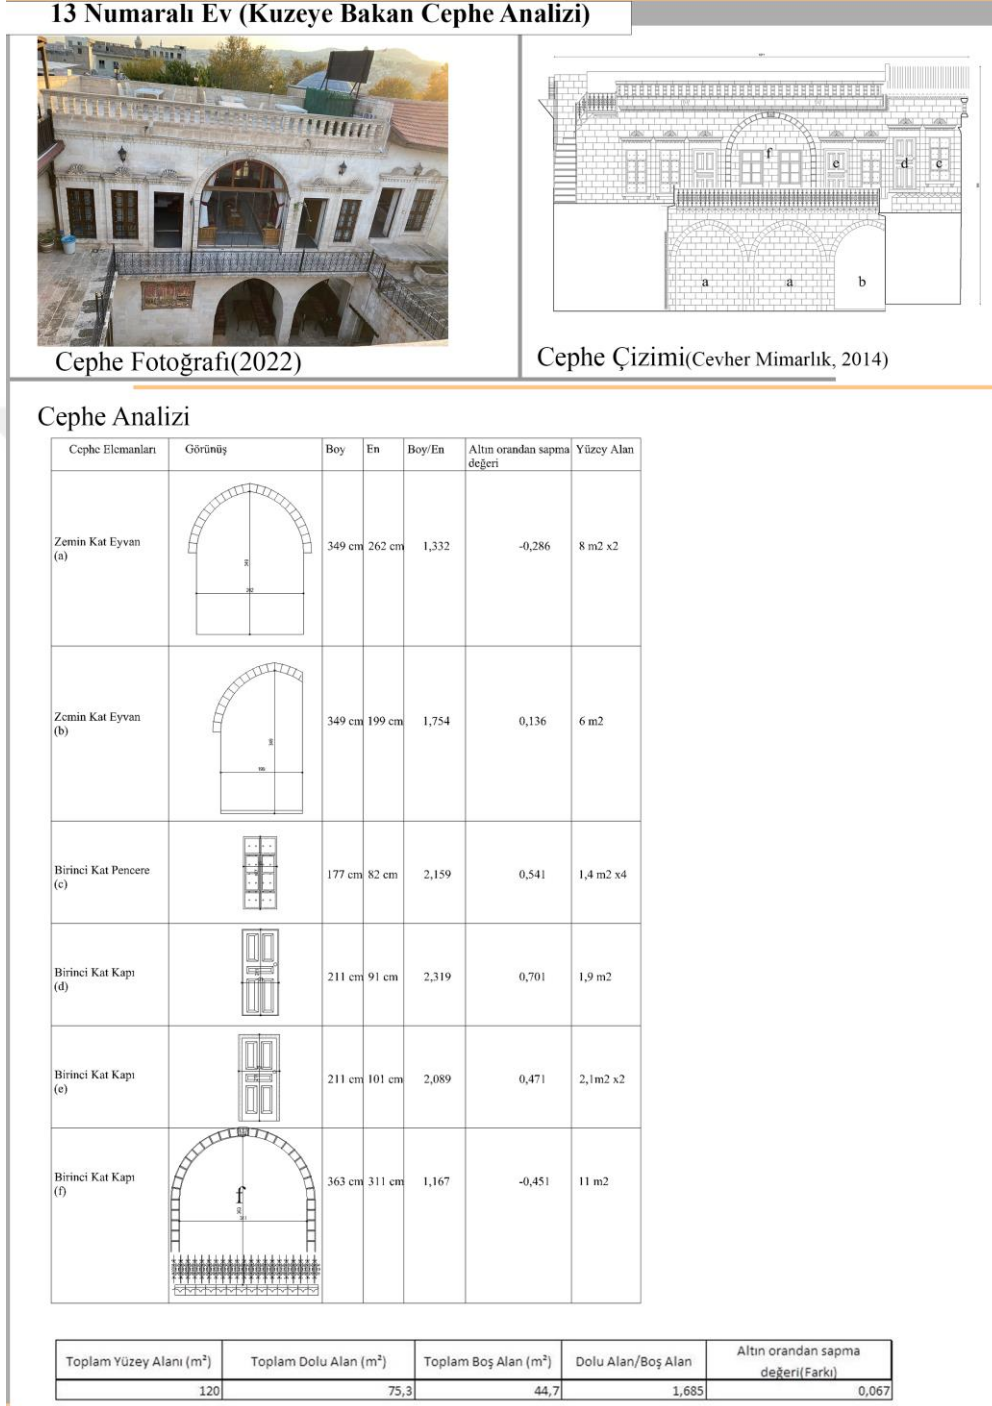 13 Numaralı Ev (Kuzeye Bakan Cephe Analizi)
f
e
d
c
a
a
b
Cephe Fotoğrafı(2022)
Cephe Çizimi(Cevher Mimarlık, 2014)
Cephe Analizi
Cephe Elemanları Görünüş Boy En Boy/En Altın orandan sapma değeri Yüzey Alan
Zemin Kat Eyvan
(a)
349 cm 262 cm 1,332 -0,286 8 m2 x2
349
262
Zemin Kat Eyvan
(b)
349 cm 199 cm 1,754 0,136 6 m2
349
199
Birinci Kat Pencere
(c)
177 cm 82 cm 2,159 0,541 1,4 m2 x4
Birinci Kat Kapı
(d)
211 cm 91 cm 2,319 0,701 1,9 m2
Birinci Kat Kapı
(e)
211 cm 101 cm 2,089 0,471 2,1m2 x2
Birinci Kat Kapı
(f)
363 cm 311 cm 1,167 -0,451 11 m2
f
363
311
Toplam Yüzey Alanı (m²) Toplam Dolu Alan (m²) Toplam Boş Alan (m²) Dolu Alan/Boş Alan Altın orandan sapma değeri(Farkı)
120 75,3 44,7 1,685 0,067